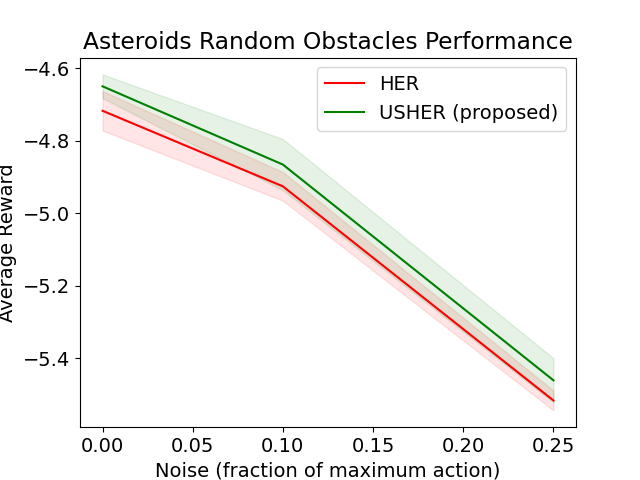 Asteroids Random Obstacles Performance
HER
USHER (proposed)
−4.6
−4.8
−5.0
−5.2
−5.4
Average Reward
0.00 0.05 0.10 0.15 0.20 0.25
Noise (fraction of maximum action)